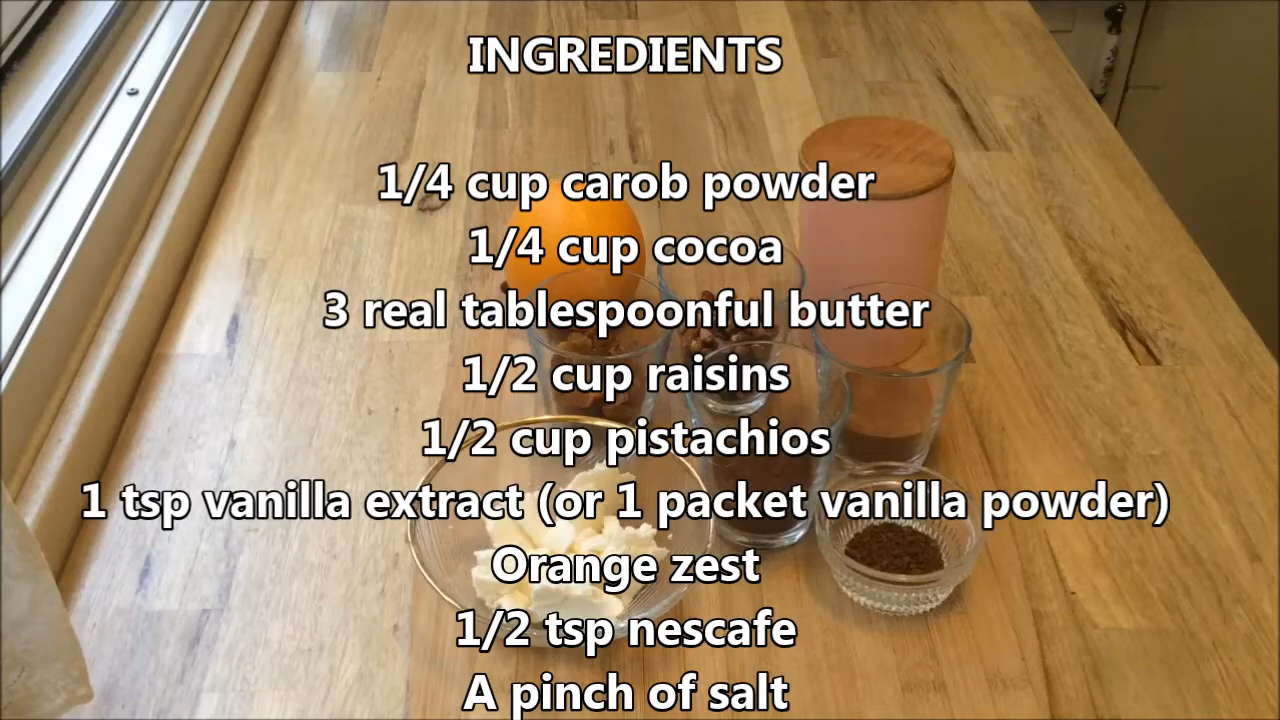 INGREDIENTS
1/4 cup carob powder
1/4 cup cocoa
3 real tablespoonful butter
1/2 cup raisins
1/2 cup pistachios
1 tsp vanilla extract (or 1 packet vanilla powder)
Orange zest
1/2 tsp nescafe
A pinch of salt